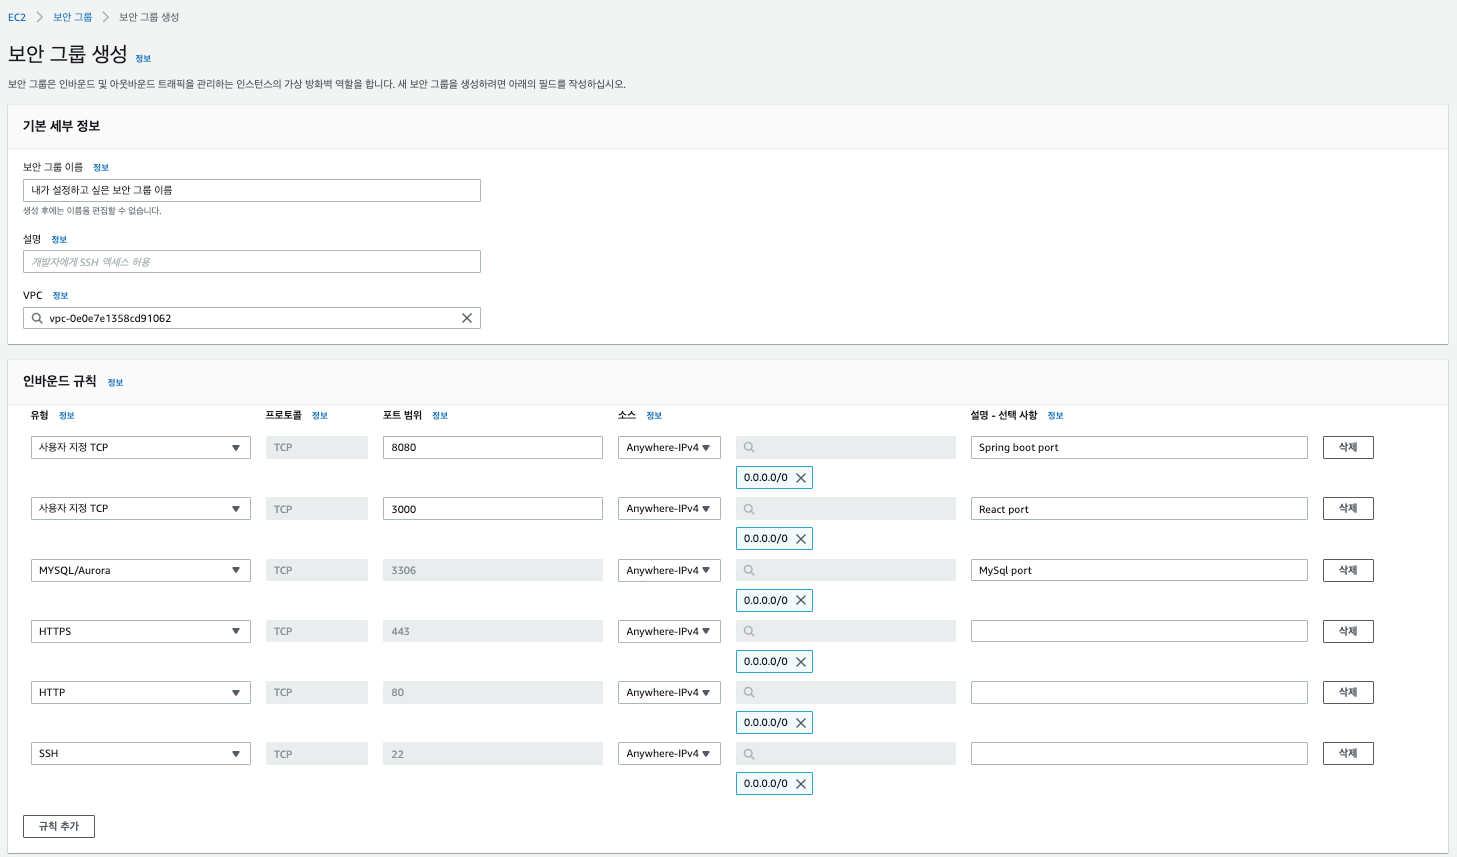 EC2 > 보안 그룹 > 보안 그룹 생성
보안 그룹 생성 정보
보안 그룹은 인바운드 및 아웃바운드 트래픽을 관리하는 인스턴스의 가상 방화벽 역할을 합니다. 새 보안 그룹을 생성하려면 아래의 필드를 작성하십시오.
기본 세부 정보
보안 그룹 이름 정보
내가 설정하고 싶은 보안 그룹 이름
생성 후에는 이름을 편집할 수 없습니다.
설명 정보
개발자에게 SSH 액세스 허용
VPC 정보
vpc-0e0e7e1358cd91062
인바운드 규칙 정보
유형 정보 프로토콜 정보 포트 범위 정보 소스 정보 설명 - 선택 사항 정보
사용자 지정 TCP TCP 8080 Anywhere-IPv4 Spring boot port 삭제
0.0.0.0/0
사용자 지정 TCP TCP 3000 Anywhere-IPv4 React port 삭제
0.0.0.0/0
MYSQL/Aurora TCP 3306 Anywhere-IPv4 MySql port 삭제
0.0.0.0/0
HTTPS TCP 443 Anywhere-IPv4 삭제
0.0.0.0/0
HTTP TCP 80 Anywhere-IPv4 삭제
0.0.0.0/0
SSH TCP 22 Anywhere-IPv4 삭제
0.0.0.0/0
규칙 추가